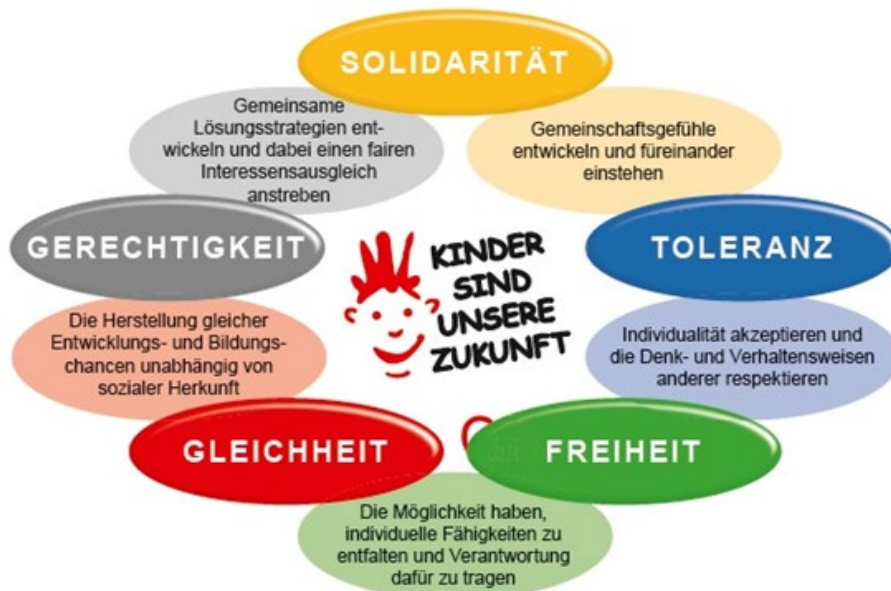 SOLIDARITÄT
Gemeinsame
Lösungsstrategien ent-
wickeln und dabei einen fairen
Interessensausgleich
anstreben
Gemeinschaftsgefühle
entwickeln und füreinander
einstehen
GERECHTIGKEIT
KINDER
SIND
UNSERE
ZUKUNFT
TOLERANZ
Die Herstellung gleicher
Entwicklungs- und Bildungs-
chancen unabhängig von
sozialer Herkunft
Individualität akzeptieren und
die Denk- und Verhaltensweisen
anderer respektieren
GLEICHHEIT
FREIHEIT
Die Möglichkeit haben,
individuelle Fähigkeiten zu
entfalten und Verantwortung
dafür zu tragen